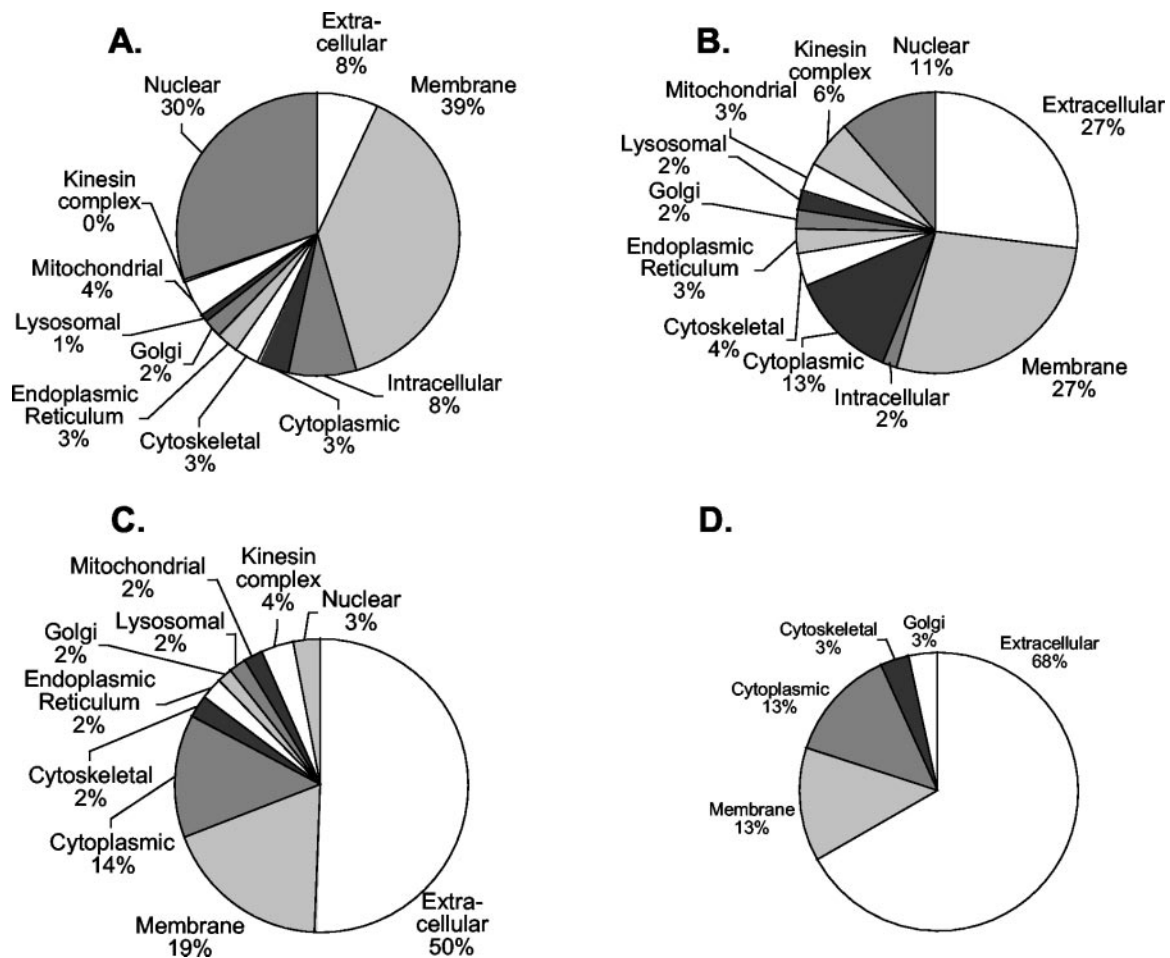 A.
Extra-
cellular
8%
Membrane
39%
Intracellular
8%
Cytoplasmic
3%
Cytoskeletal
3%
Endoplasmic
Reticulum
3%
Golgi
2%
Lysosomal
1%
Mitochondrial
4%
Kinesin
complex
0%
Nuclear
30%
B.
Nuclear
11%
Extracellular
27%
Membrane
27%
Intracellular
2%
Cytoplasmic
13%
Cytoskeletal
4%
Endoplasmic
Reticulum
3%
Golgi
2%
Lysosomal
2%
Mitochondrial
3%
Kinesin
complex
6%
C.
Nuclear
3%
Extra-
cellular
50%
Membrane
19%
Cytoplasmic
14%
Cytoskeletal
2%
Endoplasmic
Reticulum
2%
Golgi
2%
Lysosomal
2%
Mitochondrial
2%
Kinesin
complex
4%
D.
Extracellular
68%
Membrane
13%
Cytoplasmic
13%
Cytoskeletal
3%
Golgi
3%